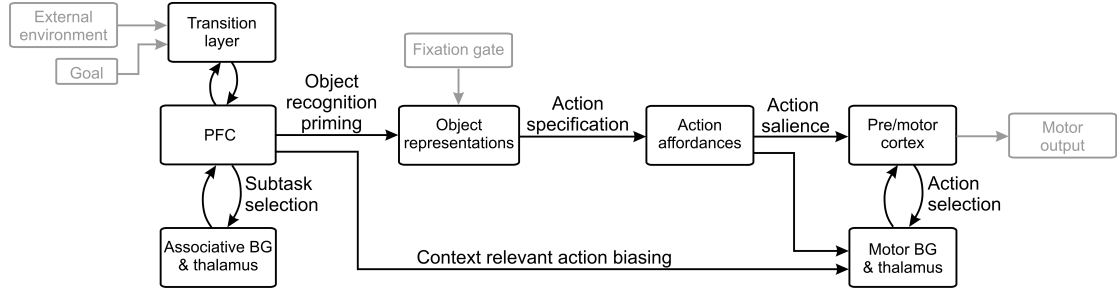 External
environment
Goal
Transition
layer
PFC
Object
recognition
priming
Subtask
selection
Associative BG
& thalamus
Fixation gate
Object
representations
Action
specification
Action
affordances
Action
salience
Pre/motor
cortex
Motor
output
Action
selection
Context relevant action biasing
Motor BG
& thalamus